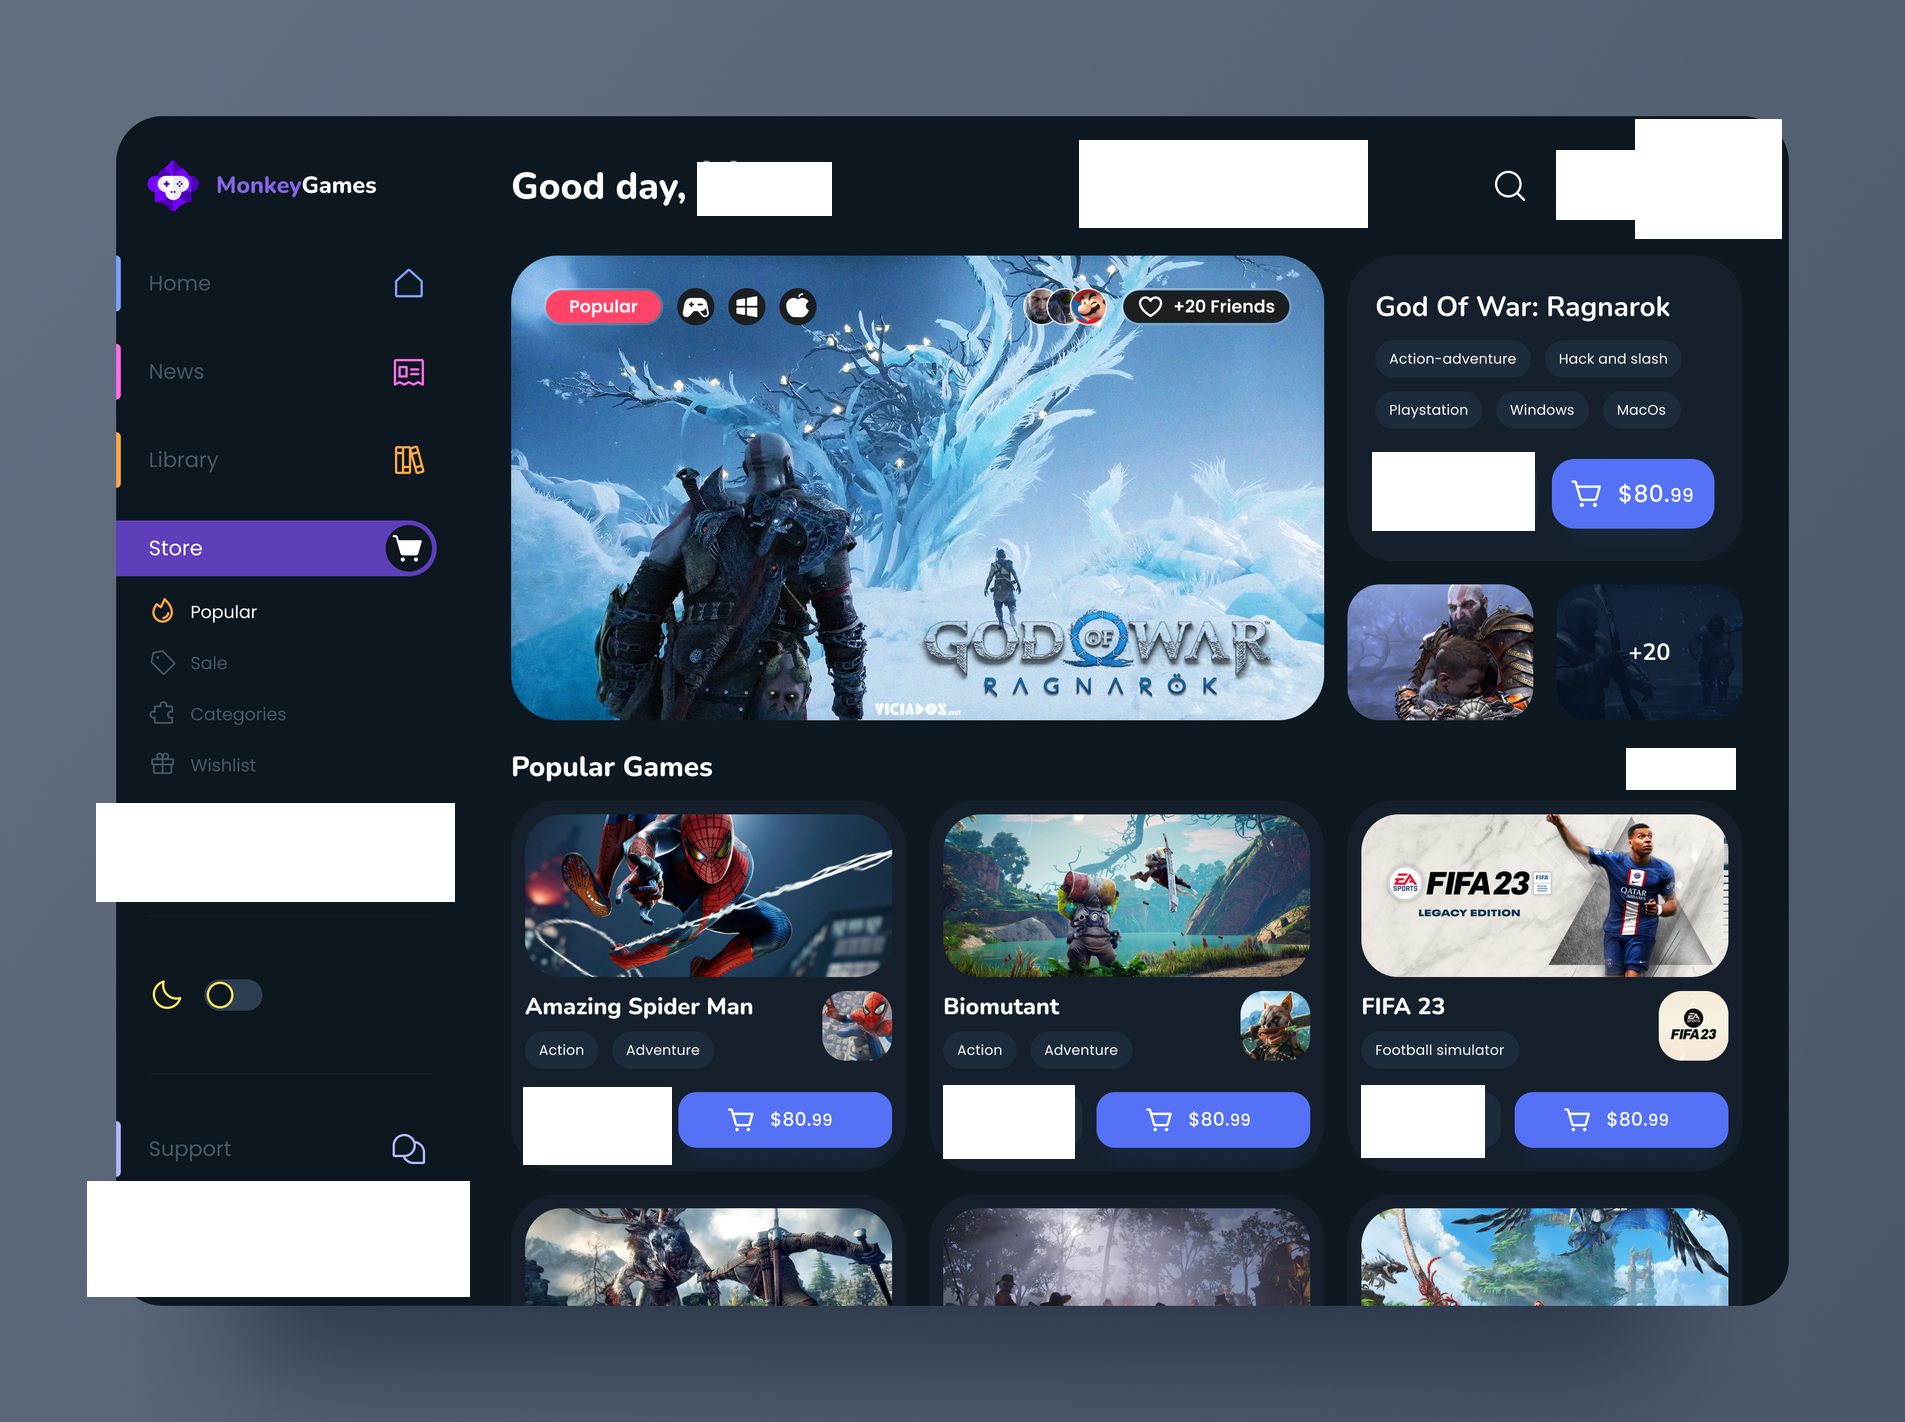 MonkeyGames
Good day,
Home
News
Library
Store
Popular
Sale
Categories
Wishlist
Support
Popular
+20 Friends
GOD OF WAR
RAGNARÖK
VICIADOS.net
God Of War: Ragnarok
Action-adventure
Hack and slash
Playstation
Windows
MacOs
$80.99
+20
Popular Games
Amazing Spider Man
Action
Adventure
$80.99
Biomutant
Action
Adventure
$80.99
EA SPORTS FIFA 23 FIFA
LEGACY EDITION
QATAR
FIFA 23
Football simulator
EA
FIFA 23
$80.99